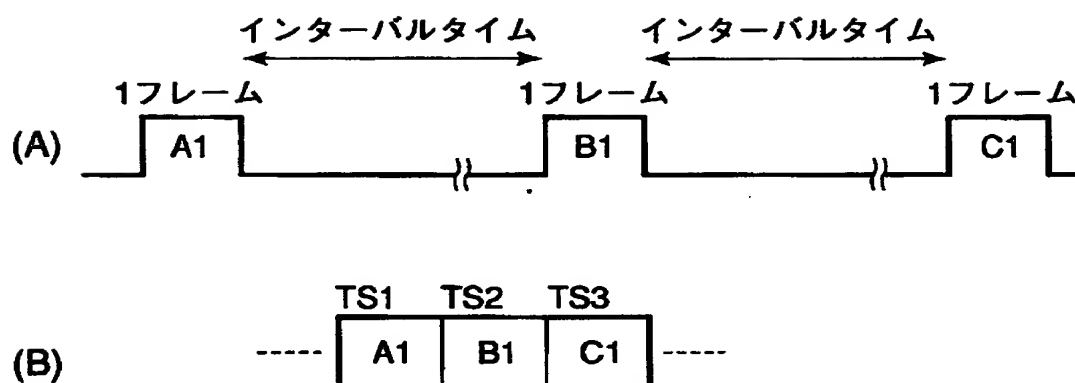 インターバルタイム インターバルタイム
1フレーム 1フレーム 1フレーム
(A) A1 B1 C1
TS1 TS2 TS3
(B) A1 B1 C1